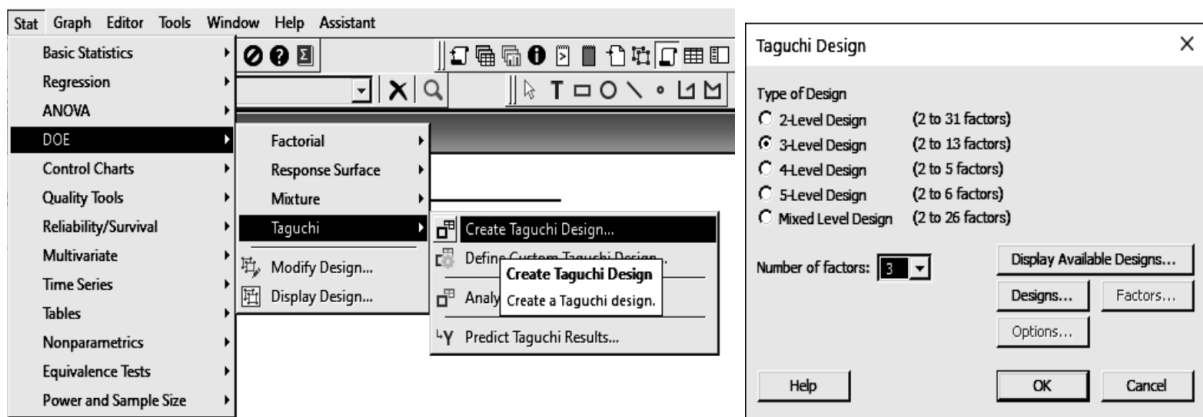 Stat Graph Editor Tools Window Help Assistant
Basic Statistics
Regression
ANOVA
DOE
Control Charts
Quality Tools
Reliability/Survival
Multivariate
Time Series
Tables
Nonparametrics
Equivalence Tests
Power and Sample Size
Factorial
Response Surface
Mixture
Taguchi
Modify Design...
Display Design...
Create Taguchi Design...
Define Custom Taguchi Design...
Create Taguchi Design
Analy
Create a Taguchi design.
Predict Taguchi Results...
T
Taguchi Design
Type of Design
2-Level Design (2 to 31 factors)
3-Level Design (2 to 13 factors)
4-Level Design (2 to 5 factors)
5-Level Design (2 to 6 factors)
Mixed Level Design (2 to 26 factors)
Number of factors: 3
Display Available Designs...
Designs... Factors...
Options...
Help OK Cancel